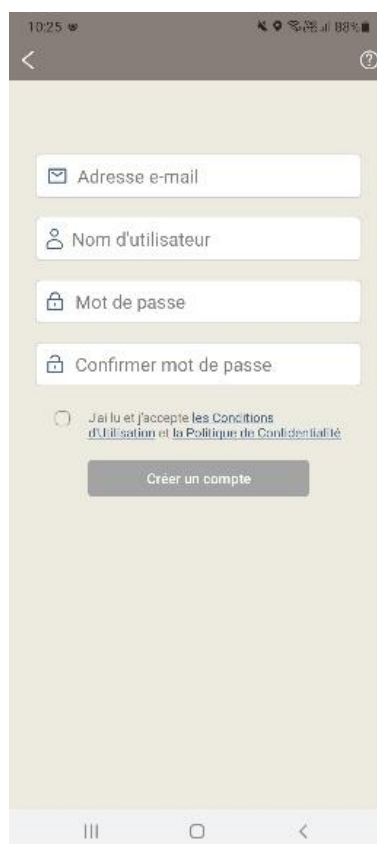 10:25
88%
Adresse e-mail
Nom d'utilisateur
Mot de passe
Confirmer mot de passe
J'ai lu et j'accepte les Conditions
d'Utilisation et la Politique de Confidentialité
Créer un compte